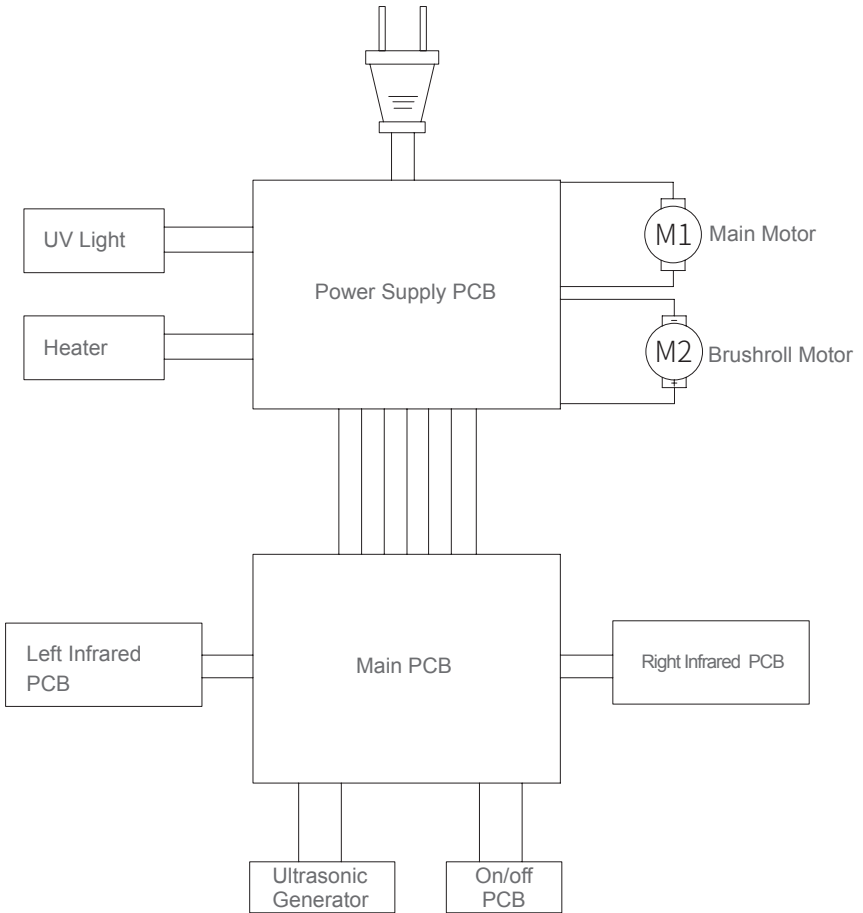 UV Light
M1
Main Motor
Power Supply PCB
Heater
M2
Brushroll Motor
Left Infrared
PCB
Main PCB
Right Infrared PCB
Ultrasonic
Generator
On/off
PCB